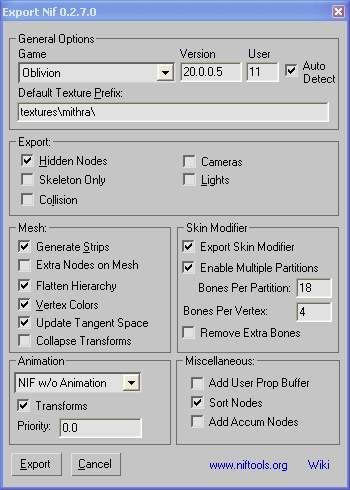 Export Nif 0.2.7.0
General Options
Game Version User
Oblivion 20.0.0.5 11 Auto Detect
Default Texture Prefix:
textures\mithra\
Export:
Hidden Nodes Cameras
Skeleton Only Lights
Collision
Mesh:
Generate Strips
Extra Nodes on Mesh
Flatten Hierarchy
Vertex Colors
Update Tangent Space
Collapse Transforms
Skin Modifier
Export Skin Modifier
Enable Multiple Partitions
Bones Per Partition: 18
Bones Per Vertex: 4
Remove Extra Bones
Animation
NIF w/o Animation
Transforms
Priority: 0.0
Miscellaneous:
Add User Prop Buffer
Sort Nodes
Add Accum Nodes
Export Cancel www.niftools.org Wiki